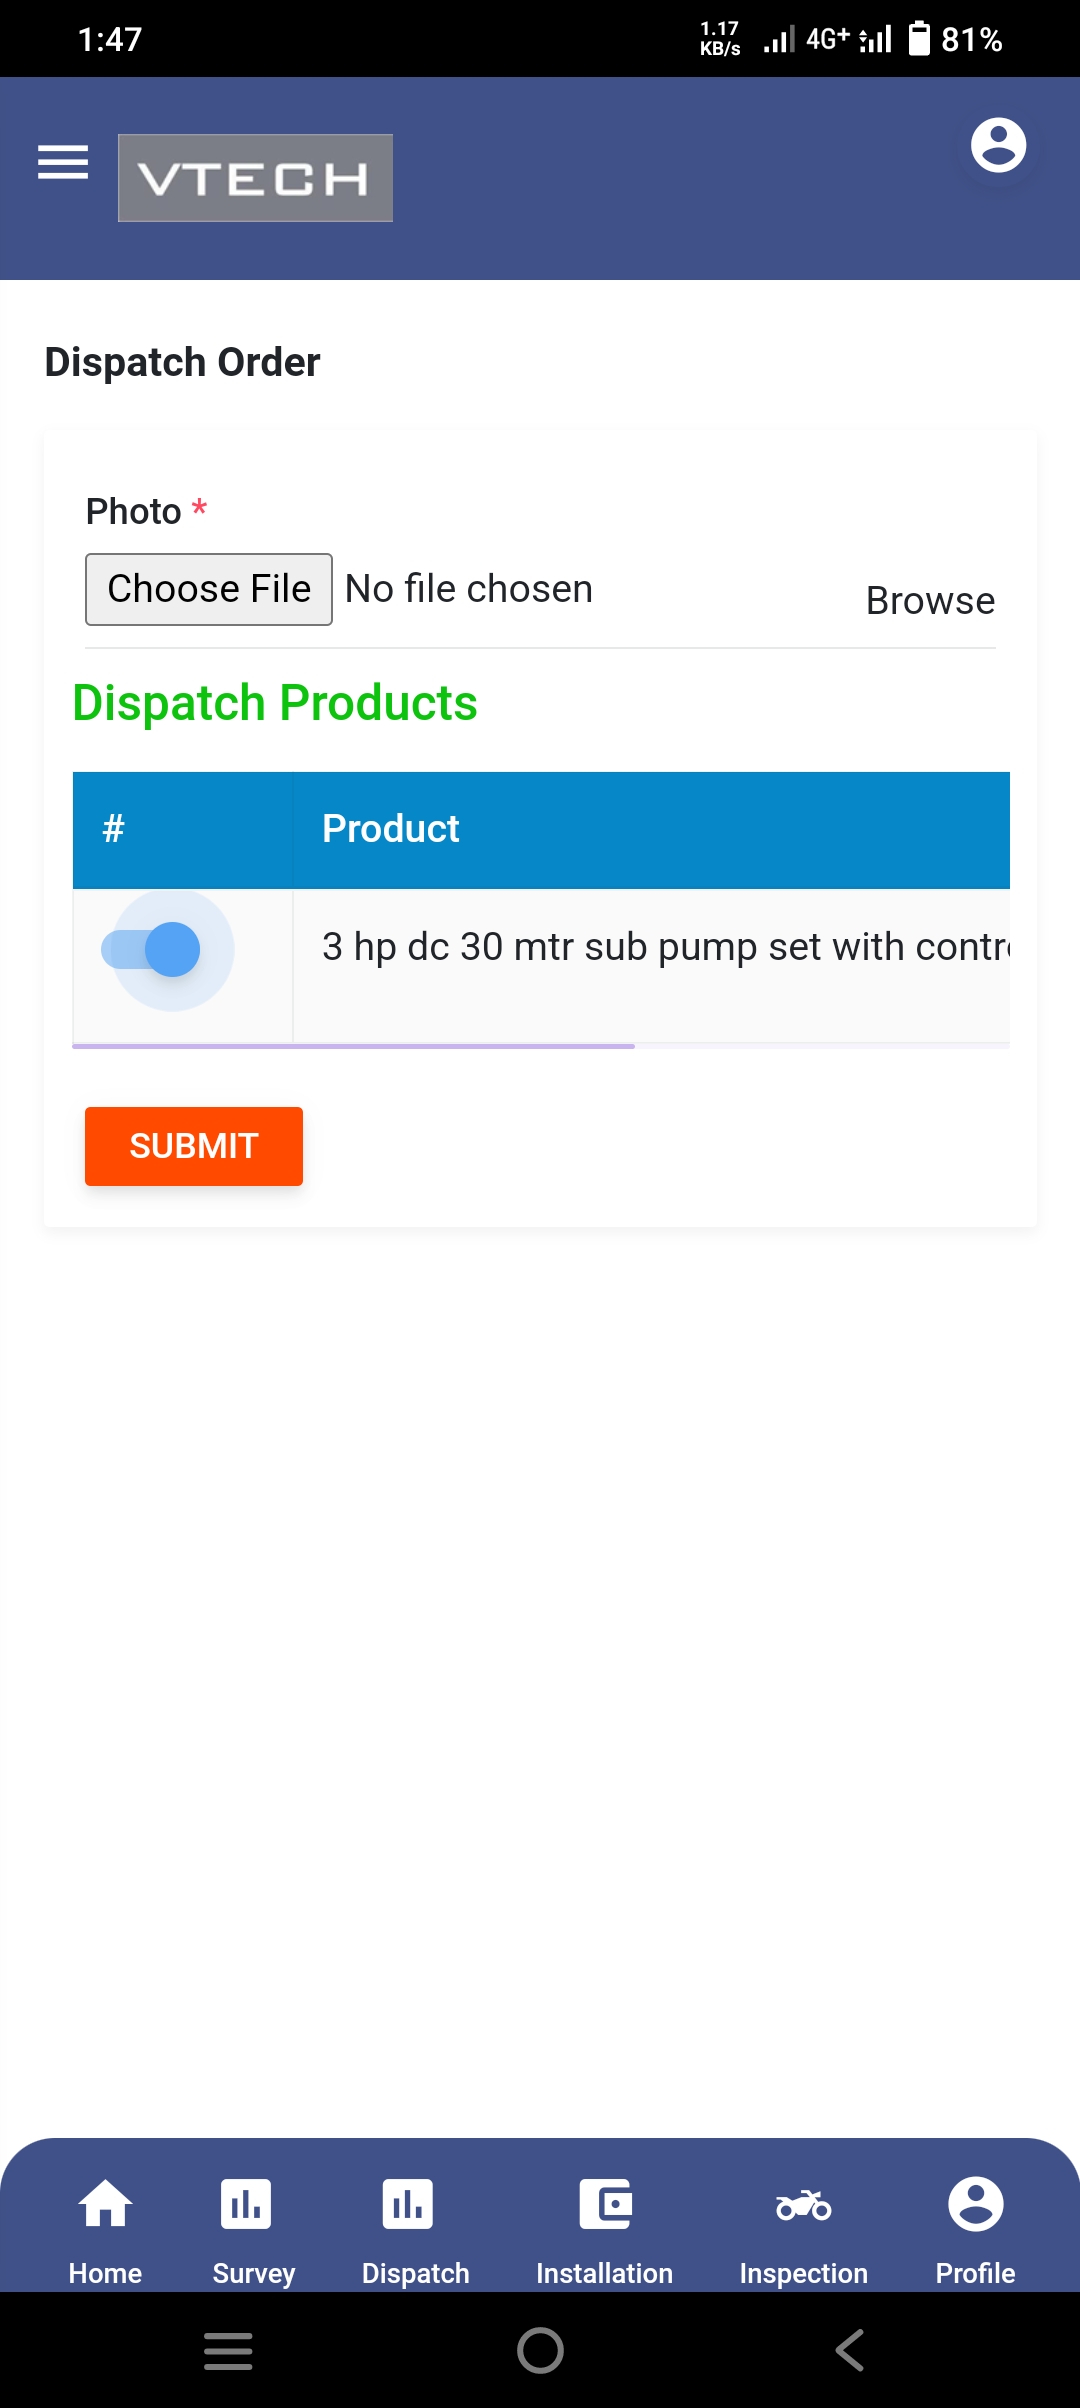 1:47
1.17
KB/s
4G+
81%
VTECH
Dispatch Order
Photo *
Choose File No file chosen
Browse
Dispatch Products
# Product
3 hp dc 30 mtr sub pump set with contr
SUBMIT
Home Survey Dispatch Installation Inspection Profile